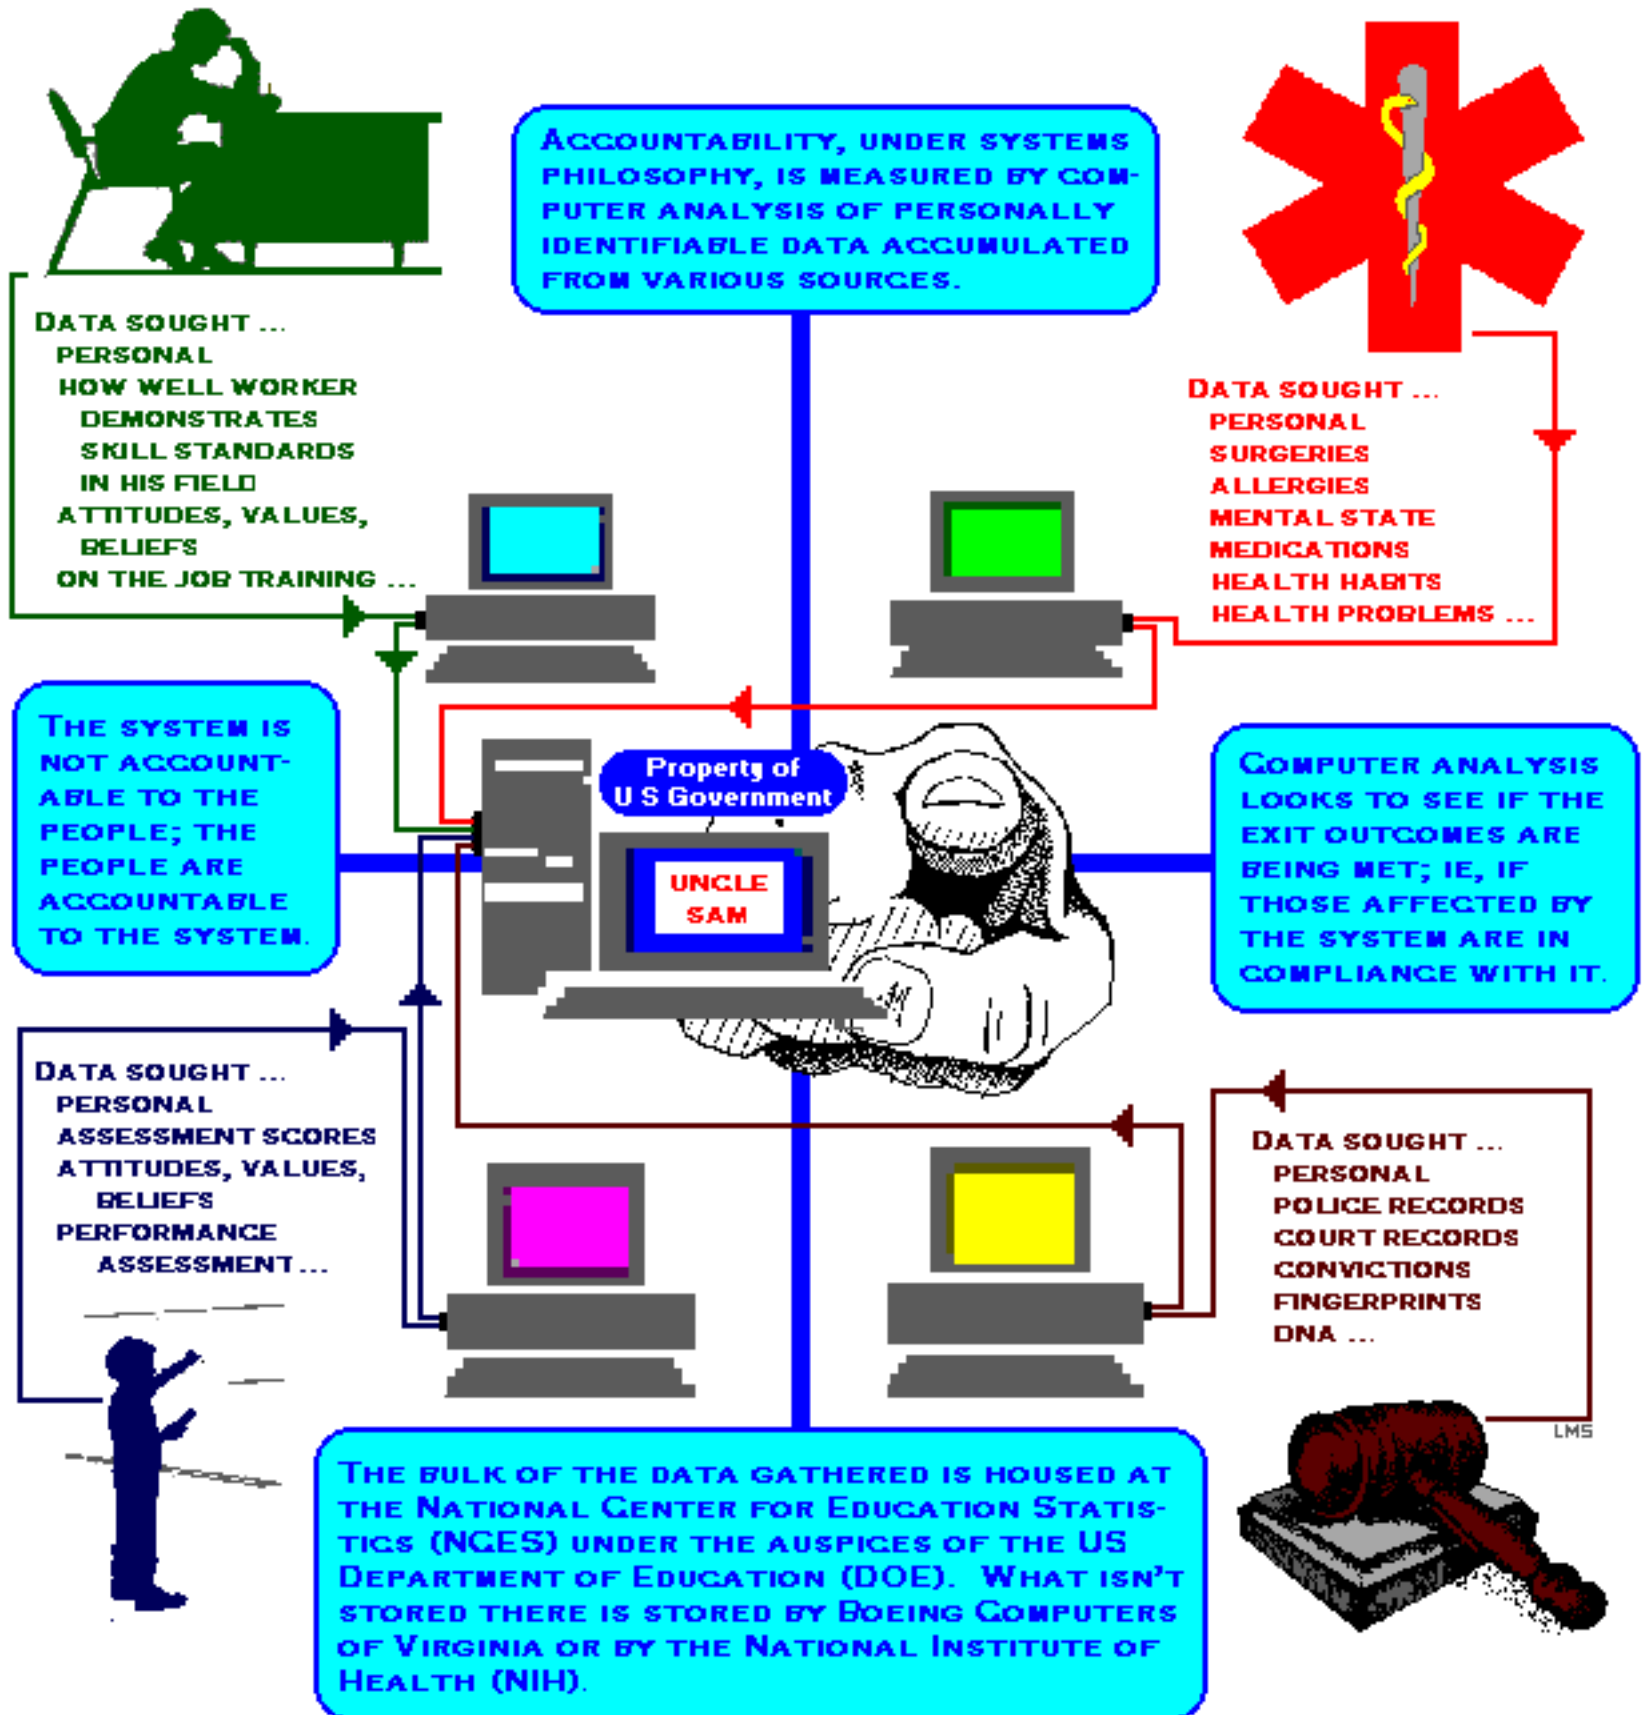 ACCOUNTABILITY, UNDER SYSTEMS
PHILOSOPHY, IS MEASURED BY COM-
PUTER ANALYSIS OF PERSONALLY
IDENTIFIABLE DATA ACCUMULATED
FROM VARIOUS SOURCES.
DATA SOUGHT ...
PERSONAL
HOW WELL WORKER
DEMONSTRATES
SKILL STANDARDS
IN HIS FIELD
ATTITUDES, VALUES,
BELIEFS
ON THE JOB TRAINING ...
DATA SOUGHT ...
PERSONAL
SURGERIES
ALLERGIES
MENTAL STATE
MEDICATIONS
HEALTH HABITS
HEALTH PROBLEMS ...
THE SYSTEM IS
NOT ACCOUNT-
ABLE TO THE
PEOPLE; THE
PEOPLE ARE
ACCOUNTABLE
TO THE SYSTEM.
Property of
U S Government
UNCLE
SAM
COMPUTER ANALYSIS
LOOKS TO SEE IF THE
EXIT OUTCOMES ARE
BEING MET; IE, IF
THOSE AFFECTED BY
THE SYSTEM ARE IN
COMPLIANCE WITH IT.
DATA SOUGHT ...
PERSONAL
ASSESSMENT SCORES
ATTITUDES, VALUES,
BELIEFS
PERFORMANCE
ASSESSMENT ...
DATA SOUGHT ...
PERSONAL
POLICE RECORDS
COURT RECORDS
CONVICTIONS
FINGERPRINTS
DNA ...
LMS
THE BULK OF THE DATA GATHERED IS HOUSED AT
THE NATIONAL CENTER FOR EDUCATION STATIS-
TICS (NCES) UNDER THE AUSPICES OF THE US
DEPARTMENT OF EDUCATION (DOE). WHAT ISN'T
STORED THERE IS STORED BY BOEING COMPUTERS
OF VIRGINIA OR BY THE NATIONAL INSTITUTE OF
HEALTH (NIH).